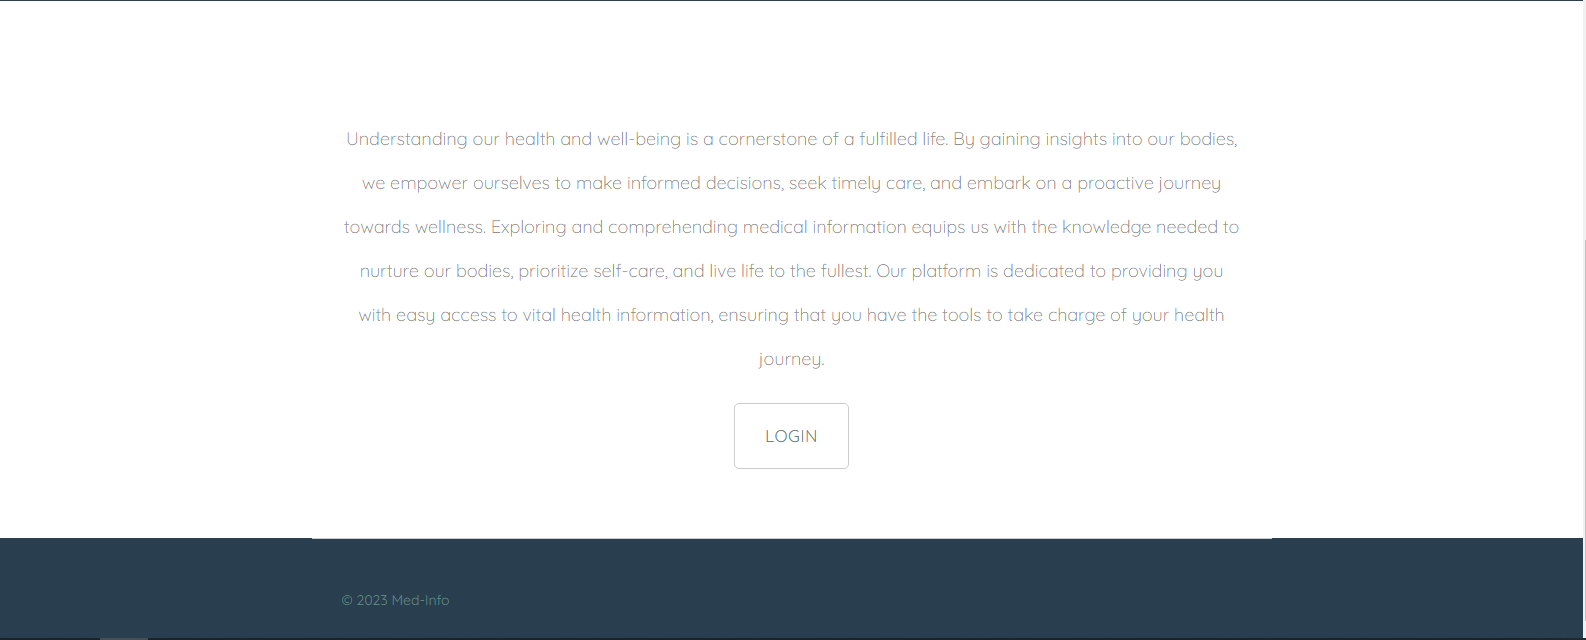 Understanding our health and well-being is a cornerstone of a fulfilled life. By gaining insights into our bodies,
we empower ourselves to make informed decisions, seek timely care, and embark on a proactive journey
towards wellness. Exploring and comprehending medical information equips us with the knowledge needed to
nurture our bodies, prioritize self-care, and live life to the fullest. Our platform is dedicated to providing you
with easy access to vital health information, ensuring that you have the tools to take charge of your health
journey.
LOGIN
© 2023 Med-Info